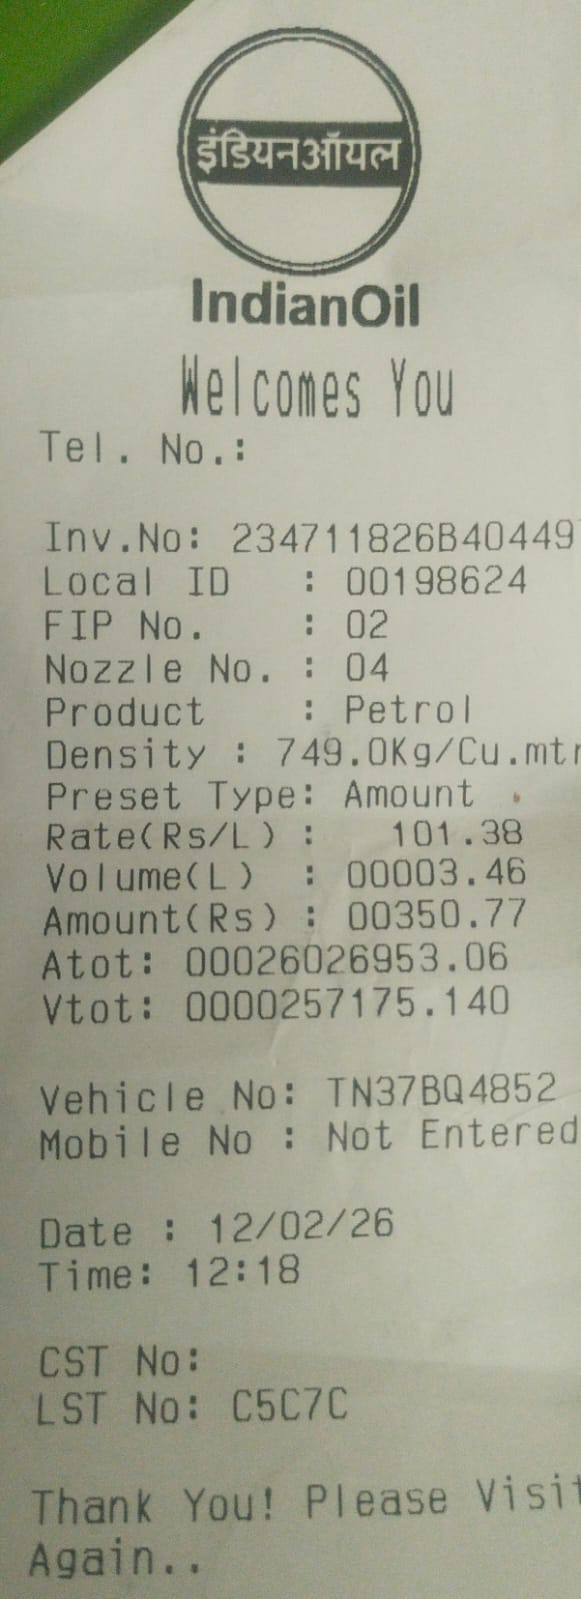 इंडियनऑयल
IndianOil
Welcomes You
Tel. No.:
Inv.No: 234711826B40449
Local ID : 00198624
FIP No. : 02
Nozzle No. : 04
Product : Petrol
Density : 749.0Kg/Cu.mtr
Preset Type: Amount
Rate(Rs/L) : 101.38
Volume(L) : 00003.46
Amount(Rs) : 00350.77
Atot: 00026026953.06
Vtot: 0000257175.140
Vehicle No: TN37BQ4852
Mobile No : Not Entered
Date : 12/02/26
Time: 12:18
CST No:
LST No: C5C7C
Thank You! Please Visit
Again..